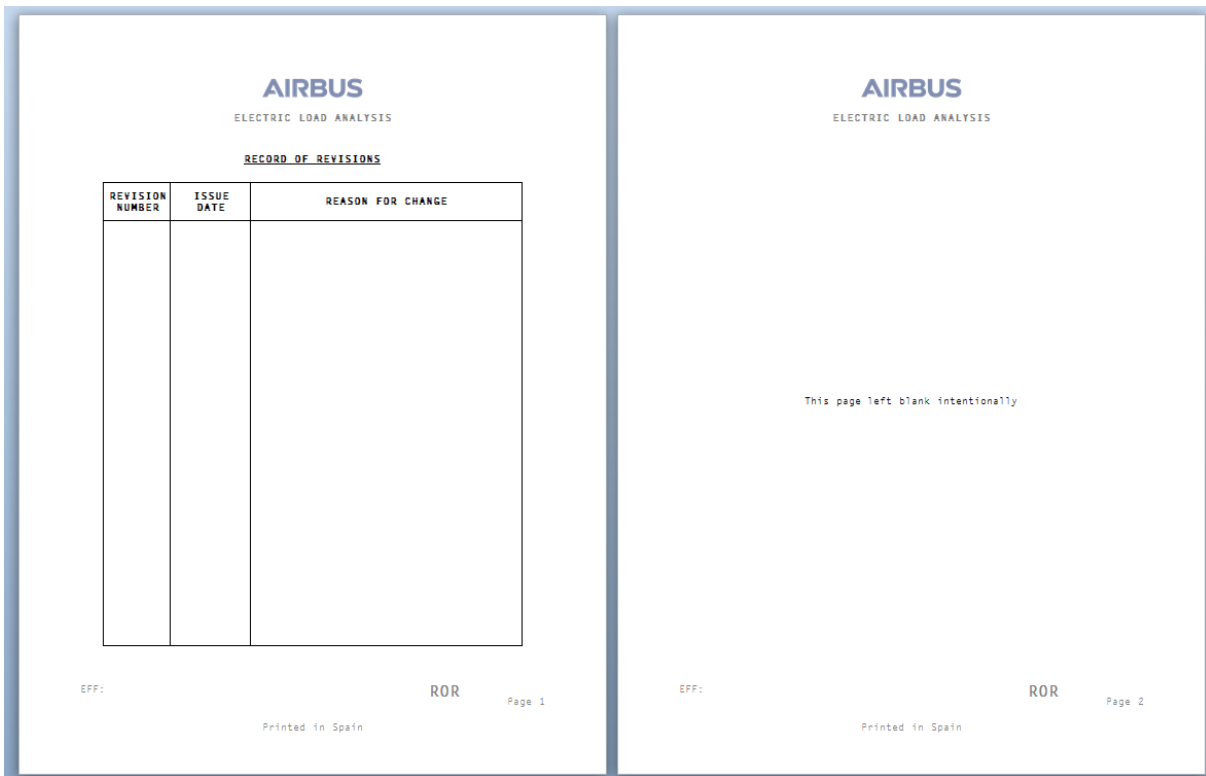 AIRBUS
ELECTRIC LOAD ANALYSIS
RECORD OF REVISIONS
REVISION NUMBER
ISSUE DATE
REASON FOR CHANGE
EFF:
ROR
Page 1
Printed in Spain
AIRBUS
ELECTRIC LOAD ANALYSIS
This page left blank intentionally
EFF:
ROR
Page 2
Printed in Spain